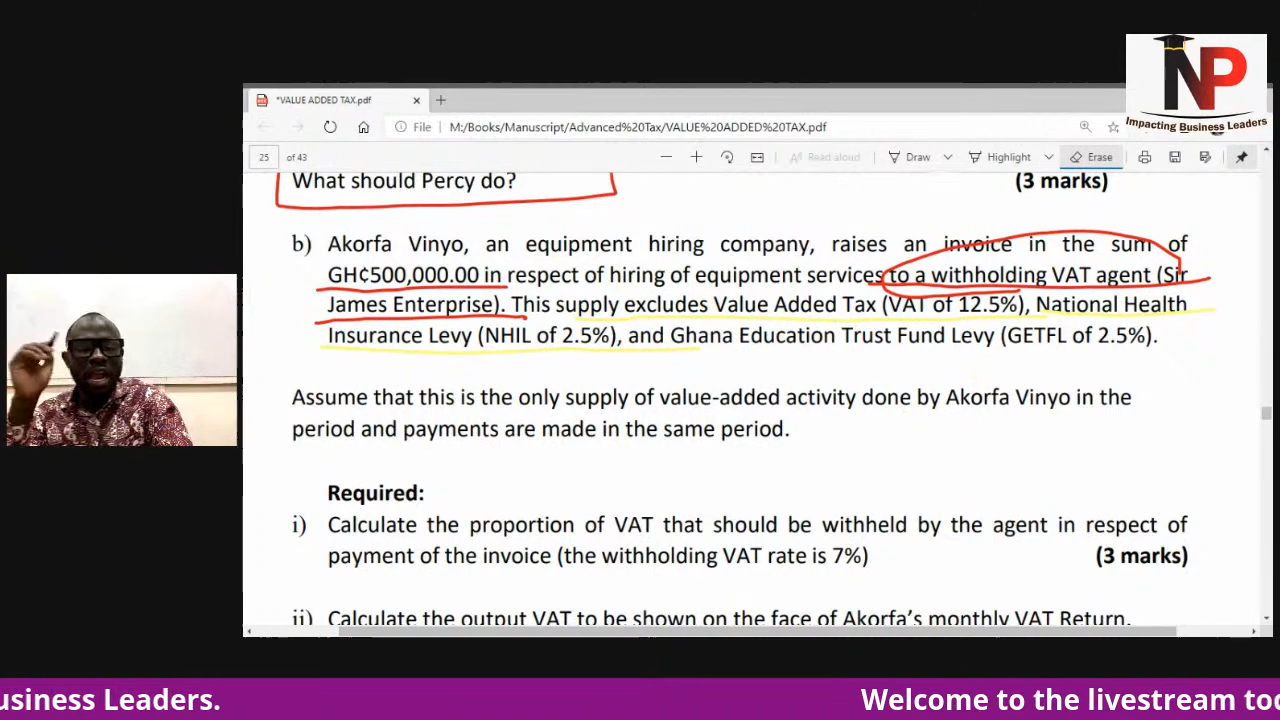 NP
Impacting Business Leaders
*VALUE ADDED TAX.pdf
File M:/Books/Manuscript/Advanced%20Tax/VALUE%20ADDED%20TAX.pdf
25 of 43 Read aloud Draw Highlight Erase
What should Percy do? (3 marks)
b) Akorfa Vinyo, an equipment hiring company, raises an invoice in the sum of
GH¢500,000.00 in respect of hiring of equipment services to a withholding VAT agent (Sir
James Enterprise). This supply excludes Value Added Tax (VAT of 12.5%), National Health
Insurance Levy (NHIL of 2.5%), and Ghana Education Trust Fund Levy (GETFL of 2.5%).
Assume that this is the only supply of value-added activity done by Akorfa Vinyo in the
period and payments are made in the same period.
Required:
i) Calculate the proportion of VAT that should be withheld by the agent in respect of
payment of the invoice (the withholding VAT rate is 7%) (3 marks)
ii) Calculate the output VAT to be shown on the face of Akorfa's monthly VAT Return.
usiness Leaders. Welcome to the livestream too